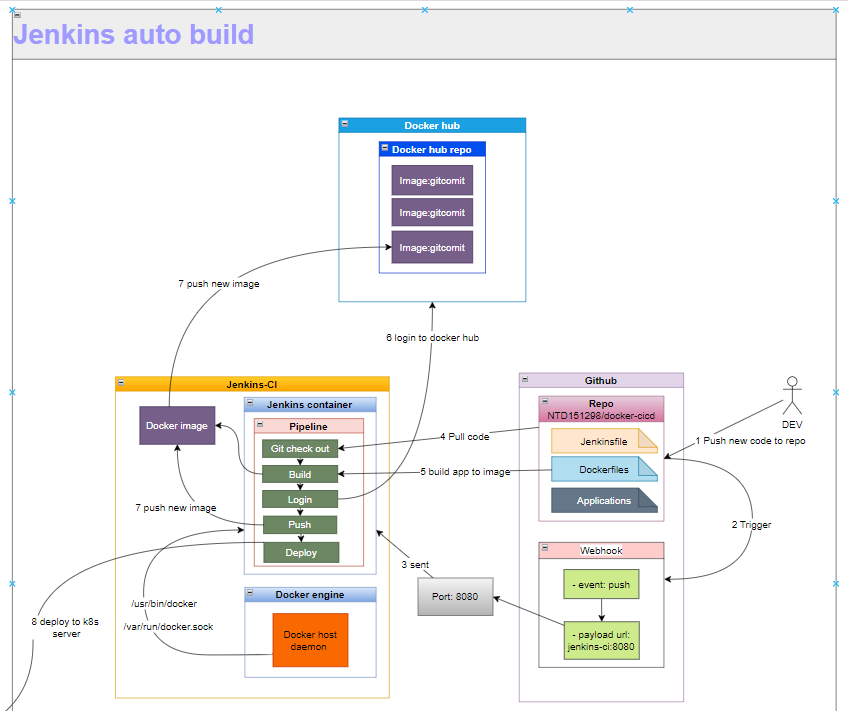 Jenkins auto build
Docker hub
Docker hub repo
Image:gitcomit
Image:gitcomit
Image:gitcomit
7 push new image
6 login to docker hub
Jenkins-CI
Docker image
Jenkins container
Pipeline
Git check out
Build
Login
Push
Deploy
7 push new image
/usr/bin/docker
/var/run/docker.sock
8 deploy to k8s
server
Docker engine
Docker host
daemon
4 Pull code
5 build app to image
3 sent
Port: 8080
Github
Repo
NTD151298/docker-cicd
Jenkinsfile
Dockerfiles
Applications
DEV
1 Push new code to repo
2 Trigger
Webhook
- event: push
- payload url:
jenkins-ci:8080